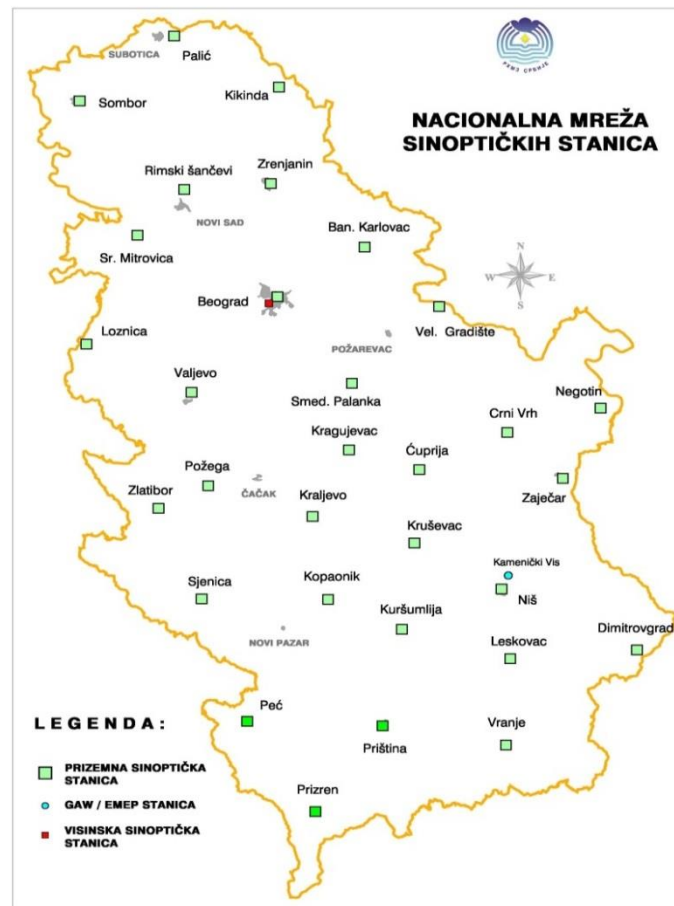 SUBOTICA
Palić
Sombor
Kikinda
NACIONALNA MREŽA
SINOPTIČKIH STANICA
Rimski šančevi
Zrenjanin
NOVI SAD
Ban. Karlovac
Sr. Mitrovica
N
W E
S
Beograd
Vel. Gradište
Loznica
POŽAREVAC
Valjevo
Smed. Palanka
Negotin
Crni Vrh
Kragujevac
Ćuprija
Požega
ČAČAK
Zaječar
Zlatibor
Kraljevo
Kruševac
Kamenički Vis
Niš
Sjenica
Kopaonik
Kuršumlija
Dimitrovgrad
NOVI PAZAR
Leskovac
Peć
Priština
Vranje
Prizren
LEGENDA:
PRIZEMNA SINOPTIČKA
STANICA
GAW / EMEP STANICA
VISINSKA SINOPTIČKA
STANICA